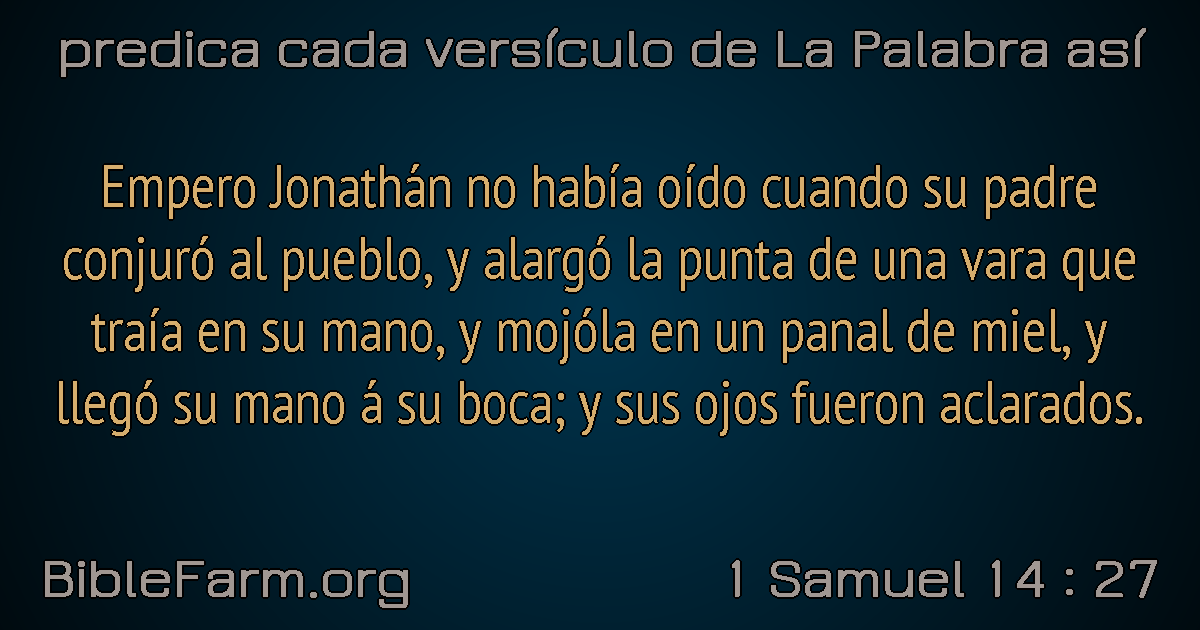 predica cada versículo de La Palabra así
Empero Jonathán no había oído cuando su padre
conjuró al pueblo, y alargó la punta de una vara que
traía en su mano, y mojóla en un panal de miel, y
llegó su mano á su boca; y sus ojos fueron aclarados.
BibleFarm.org
1 Samuel 14 : 27